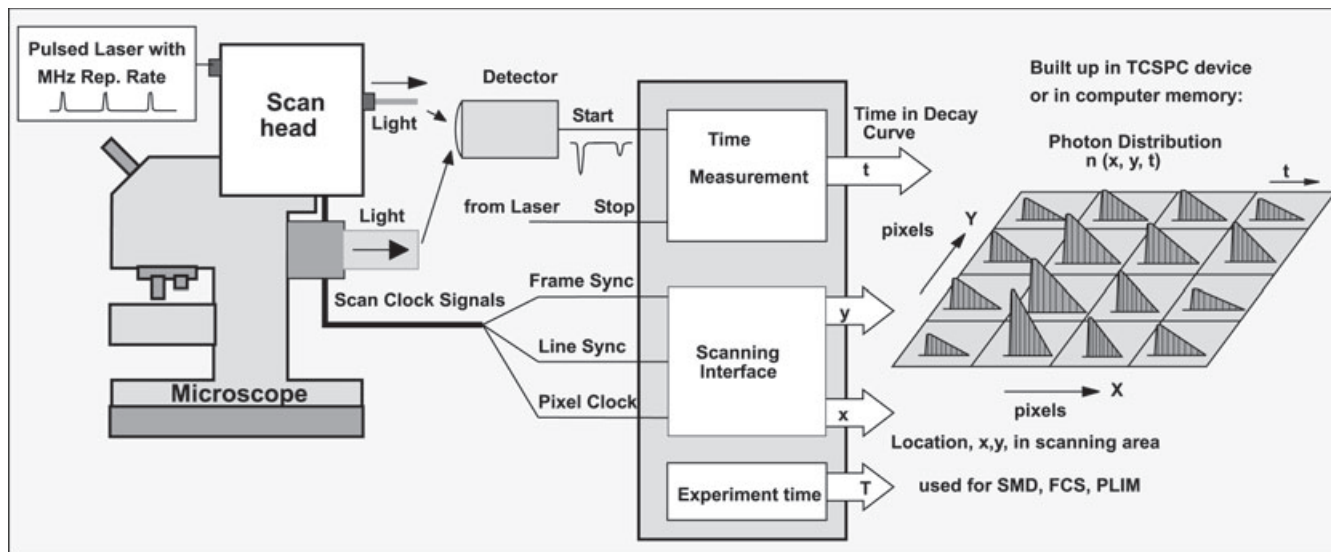 Pulsed Laser with
MHz Rep. Rate
Scan
head
Light
Detector
Start
Time
Measurement
Time in Decay
Curve
t
from Laser
Stop
Light
Scan Clock Signals
Frame Sync
Line Sync
Pixel Clock
Scanning
Interface
y
x
Experiment time
T
Microscope
Built up in TCSPC device
or in computer memory:
Photon Distribution
n (x, y, t)
t
Y
pixels
X
pixels
Location, x,y, in scanning area
used for SMD, FCS, PLIM